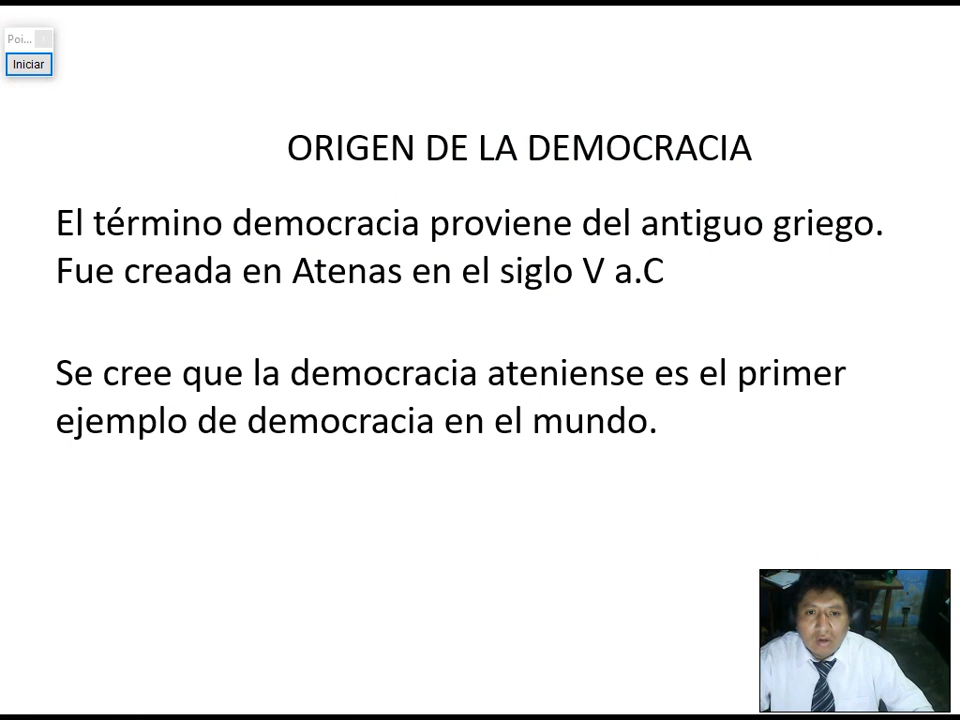 Poi...
Iniciar
ORIGEN DE LA DEMOCRACIA
El término democracia proviene del antiguo griego.
Fue creada en Atenas en el siglo V a.C
Se cree que la democracia ateniense es el primer
ejemplo de democracia en el mundo.